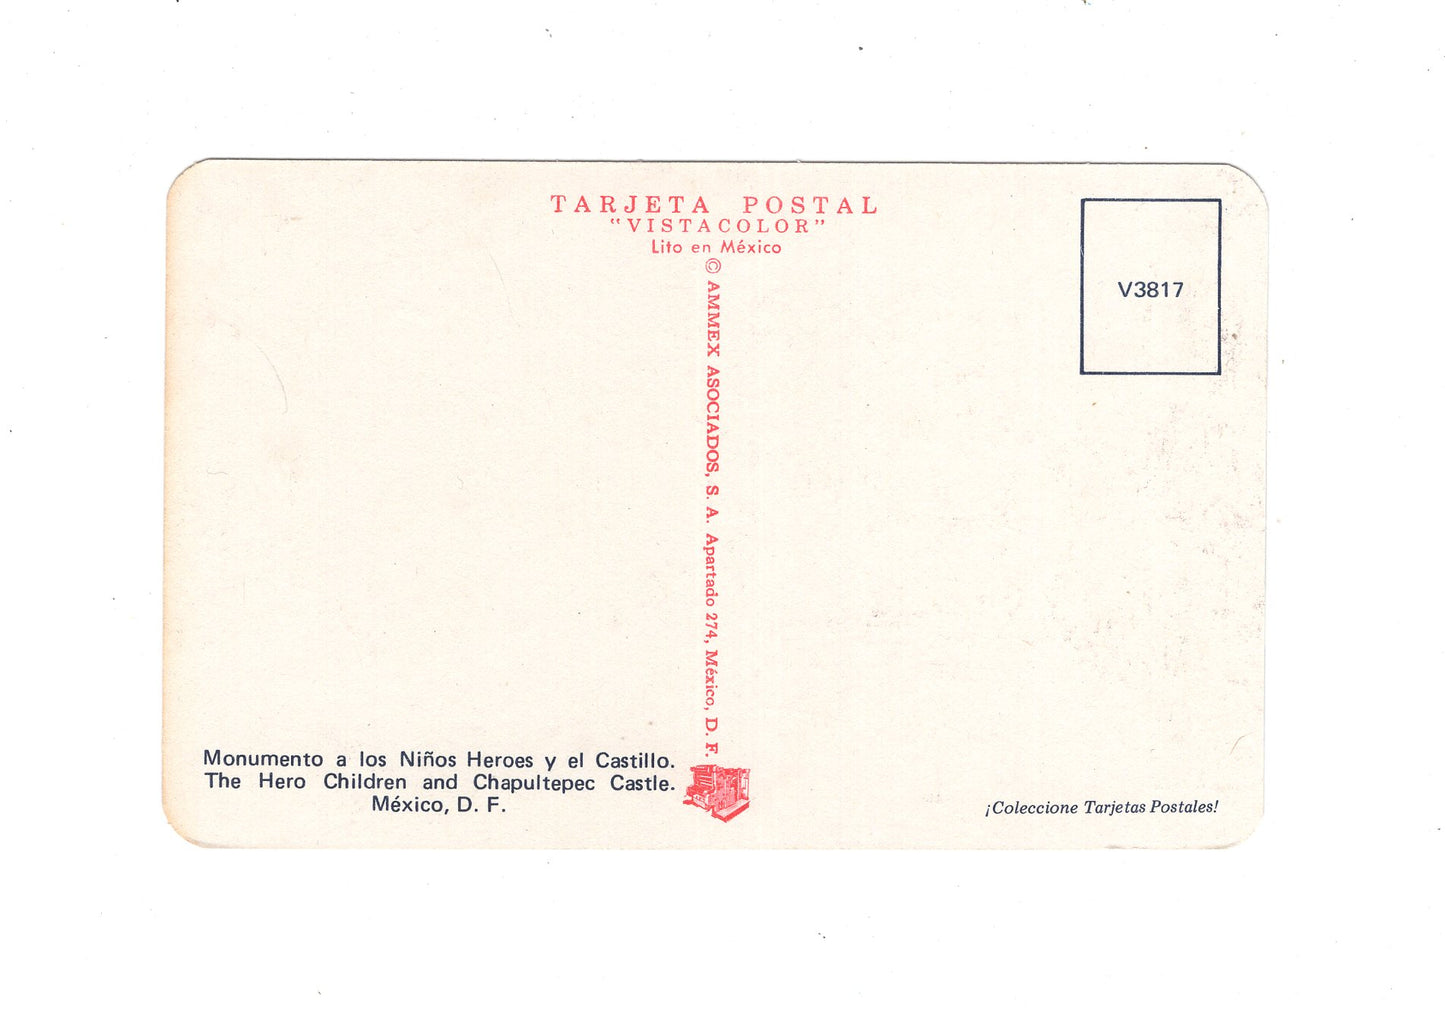 TARJETA POSTAL
"VISTACOLOR"
Lito en México
© AMMEX ASOCIADOS, S. A. Apartado 274, México, D. F.
V3817
Monumento a los Niños Heroes y el Castillo.
The Hero Children and Chapultepec Castle.
México, D. F.
¡Coleccione Tarjetas Postales!